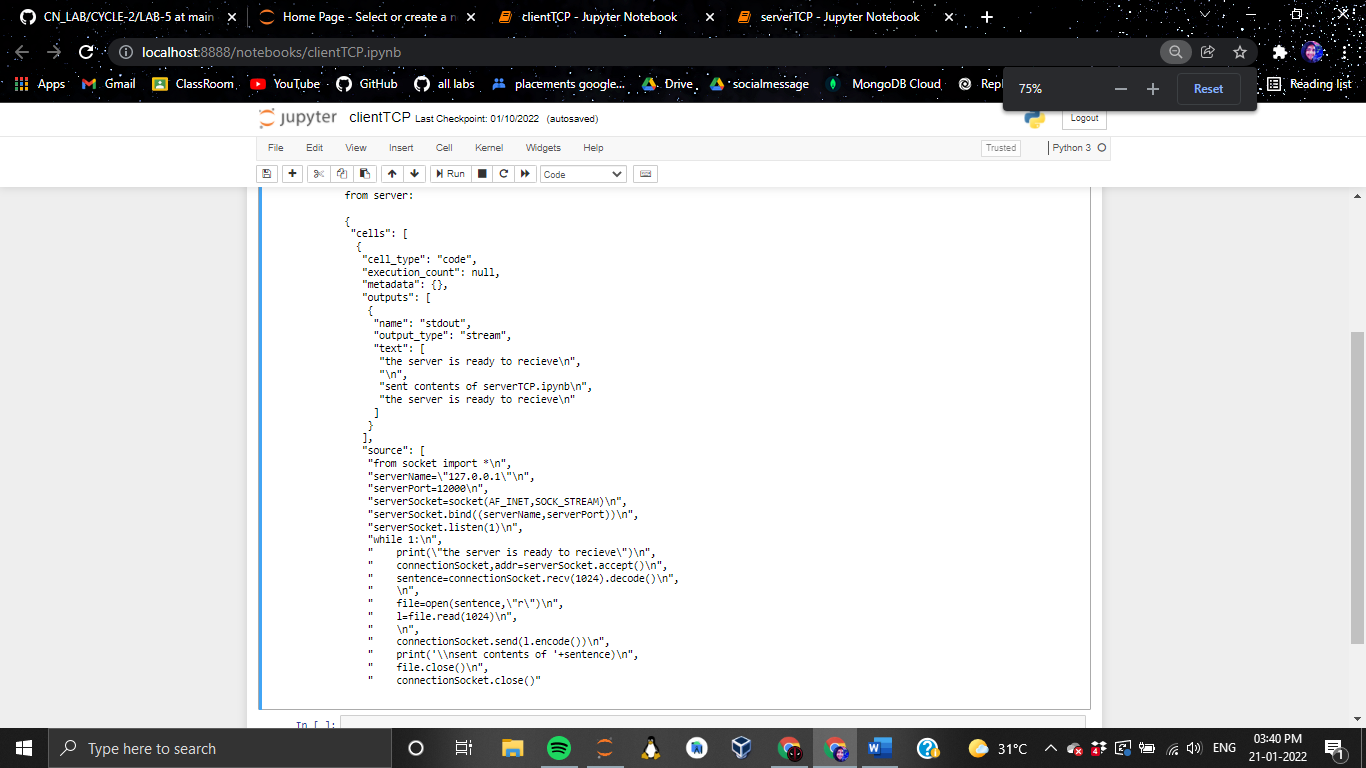 CN_LAB/CYCLE-2/LAB-5 at main
Home Page - Select or create a n
clientTCP - Jupyter Notebook
serverTCP - Jupyter Notebook
localhost:8888/notebooks/clientTCP.ipynb
Apps
Gmail
ClassRoom
YouTube
GitHub
all labs
placements google...
Drive
socialmessage
MongoDB Cloud
Repl
Reading list
75%
Reset
jupyter clientTCP Last Checkpoint: 01/10/2022 (autosaved)
Logout
File Edit View Insert Cell Kernel Widgets Help
Trusted
Python 3
Run
Code
from server:
{
"cells": [
{
"cell_type": "code",
"execution_count": null,
"metadata": {},
"outputs": [
{
"name": "stdout",
"output_type": "stream",
"text": [
"the server is ready to recieve\n",
"\n",
"sent contents of serverTCP.ipynb\n",
"the server is ready to recieve\n"
]
}
],
"source": [
"from socket import *\n",
"serverName=\"127.0.0.1\"\n",
"serverPort=12000\n",
"serverSocket=socket(AF_INET,SOCK_STREAM)\n",
"serverSocket.bind((serverName,serverPort))\n",
"serverSocket.listen(1)\n",
"while 1:\n",
"    print(\"the server is ready to recieve\")\n",
"    connectionSocket,addr=serverSocket.accept()\n",
"    sentence=connectionSocket.recv(1024).decode()\n",
"    \n",
"    file=open(sentence,\"r\")\n",
"    l=file.read(1024)\n",
"    \n",
"    connectionSocket.send(l.encode())\n",
"    print('\\nsent contents of '+sentence)\n",
"    file.close()\n",
"    connectionSocket.close()"
In [ ]:
Type here to search
31°C
ENG
03:40 PM
21-01-2022
1